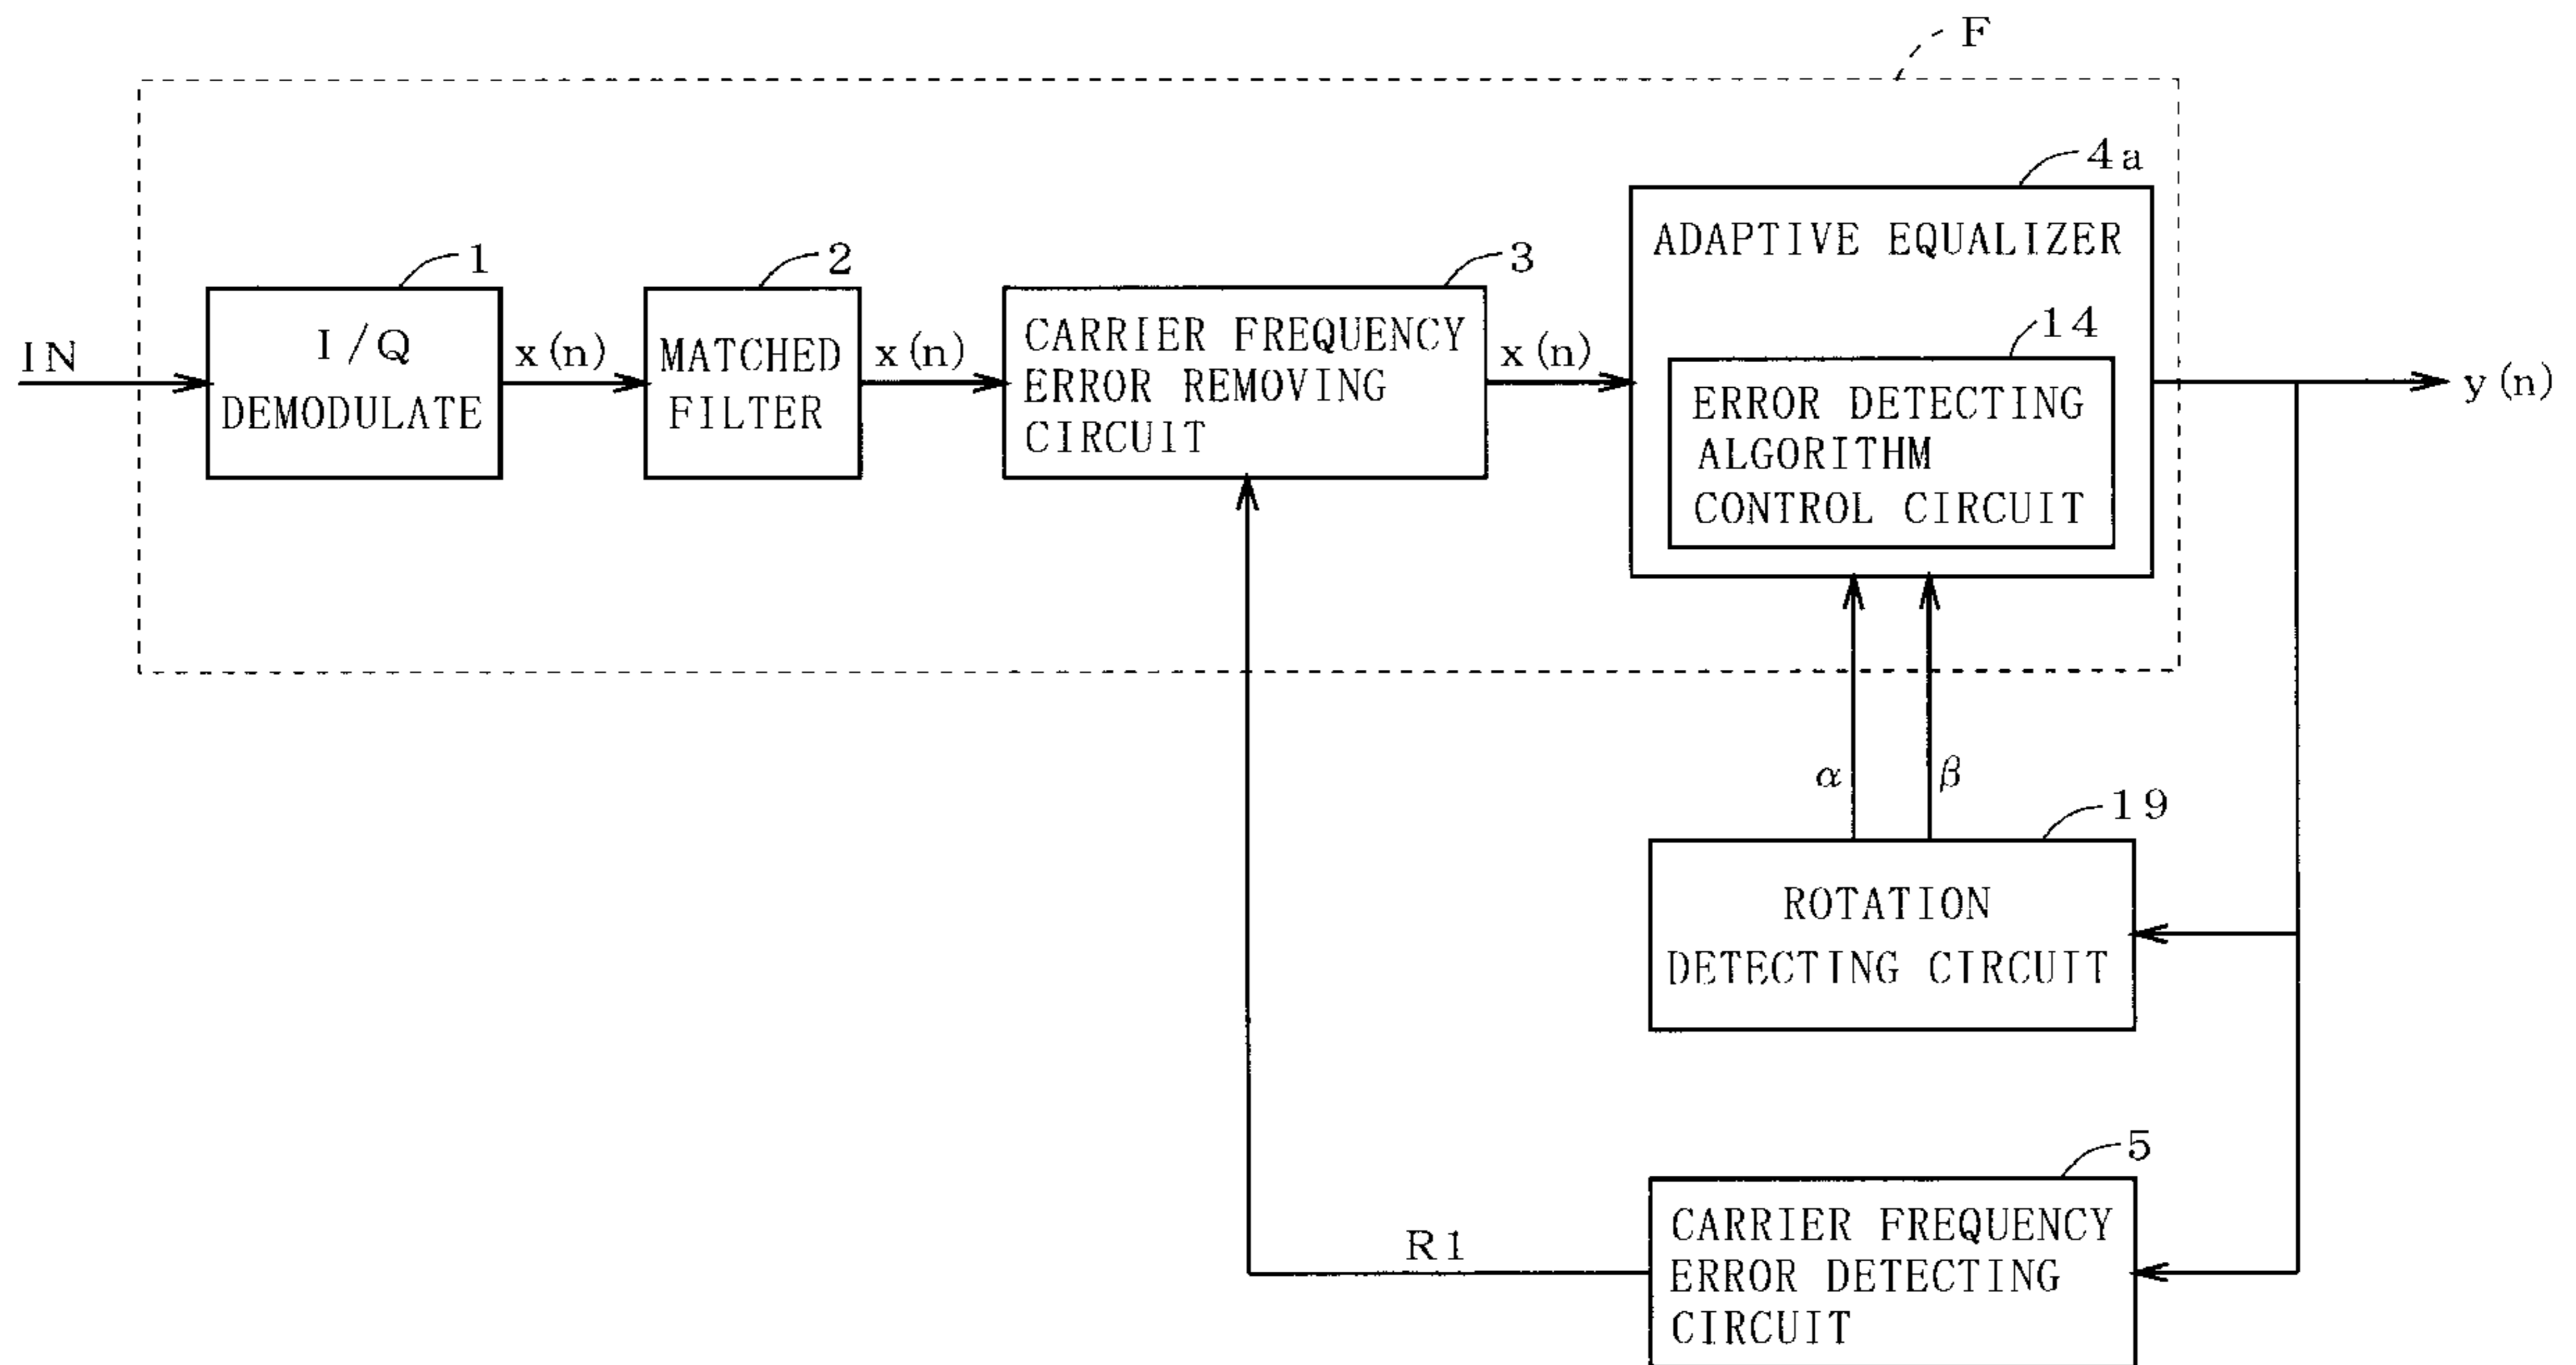 F
4a
ADAPTIVE EQUALIZER
1
2
3
14
IN
I/Q
DEMODULATE
x(n)
MATCHED
FILTER
x(n)
CARRIER FREQUENCY
ERROR REMOVING
CIRCUIT
x(n)
ERROR DETECTING
ALGORITHM
CONTROL CIRCUIT
y(n)
α
β
19
ROTATION
DETECTING CIRCUIT
5
R1
CARRIER FREQUENCY
ERROR DETECTING
CIRCUIT